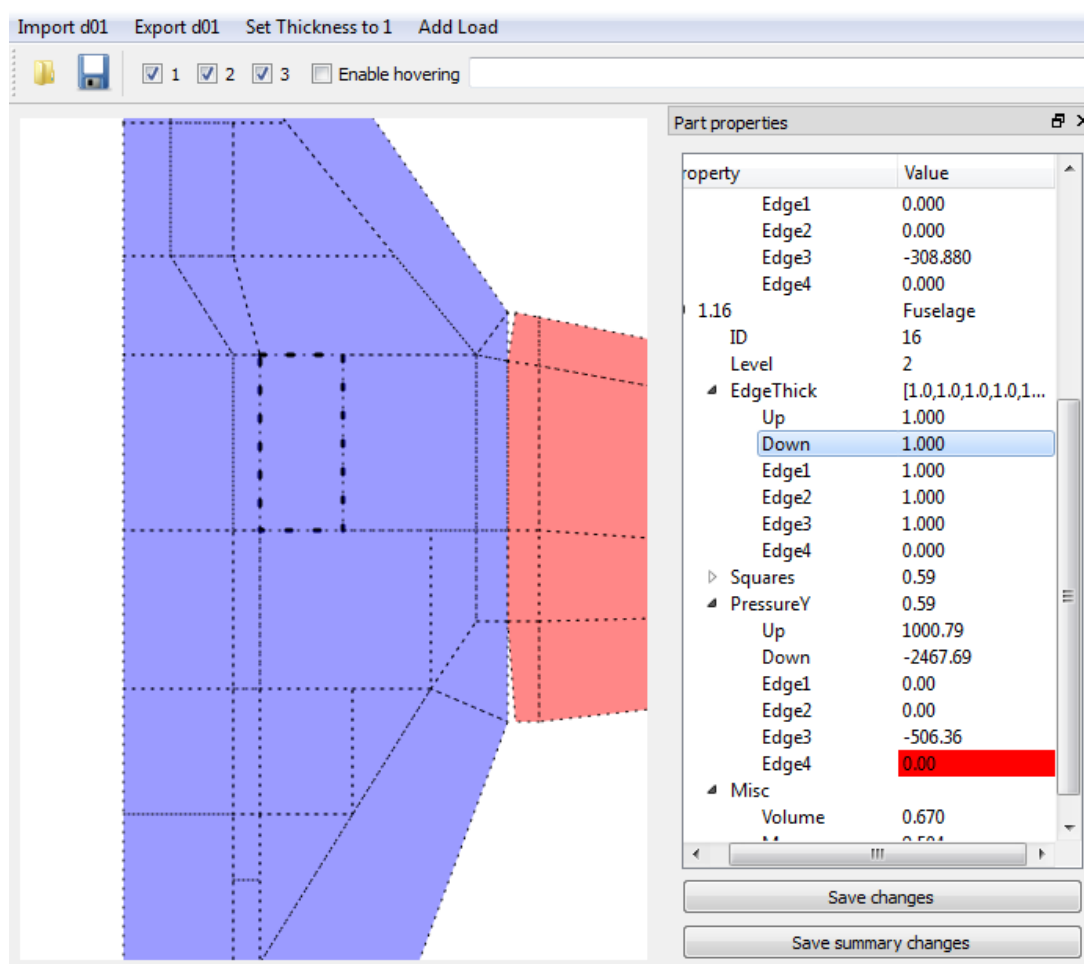 Import d01 Export d01 Set Thickness to 1 Add Load
1 2 3 Enable hovering
Part properties
roperty Value
Edge1 0.000
Edge2 0.000
Edge3 -308.880
Edge4 0.000
1.16 Fuselage
ID 16
Level 2
EdgeThick [1.0,1.0,1.0,1.0,1...
Up 1.000
Down 1.000
Edge1 1.000
Edge2 1.000
Edge3 1.000
Edge4 0.000
Squares 0.59
PressureY 0.59
Up 1000.79
Down -2467.69
Edge1 0.00
Edge2 0.00
Edge3 -506.36
Edge4 0.00
Misc
Volume 0.670
Save changes
Save summary changes